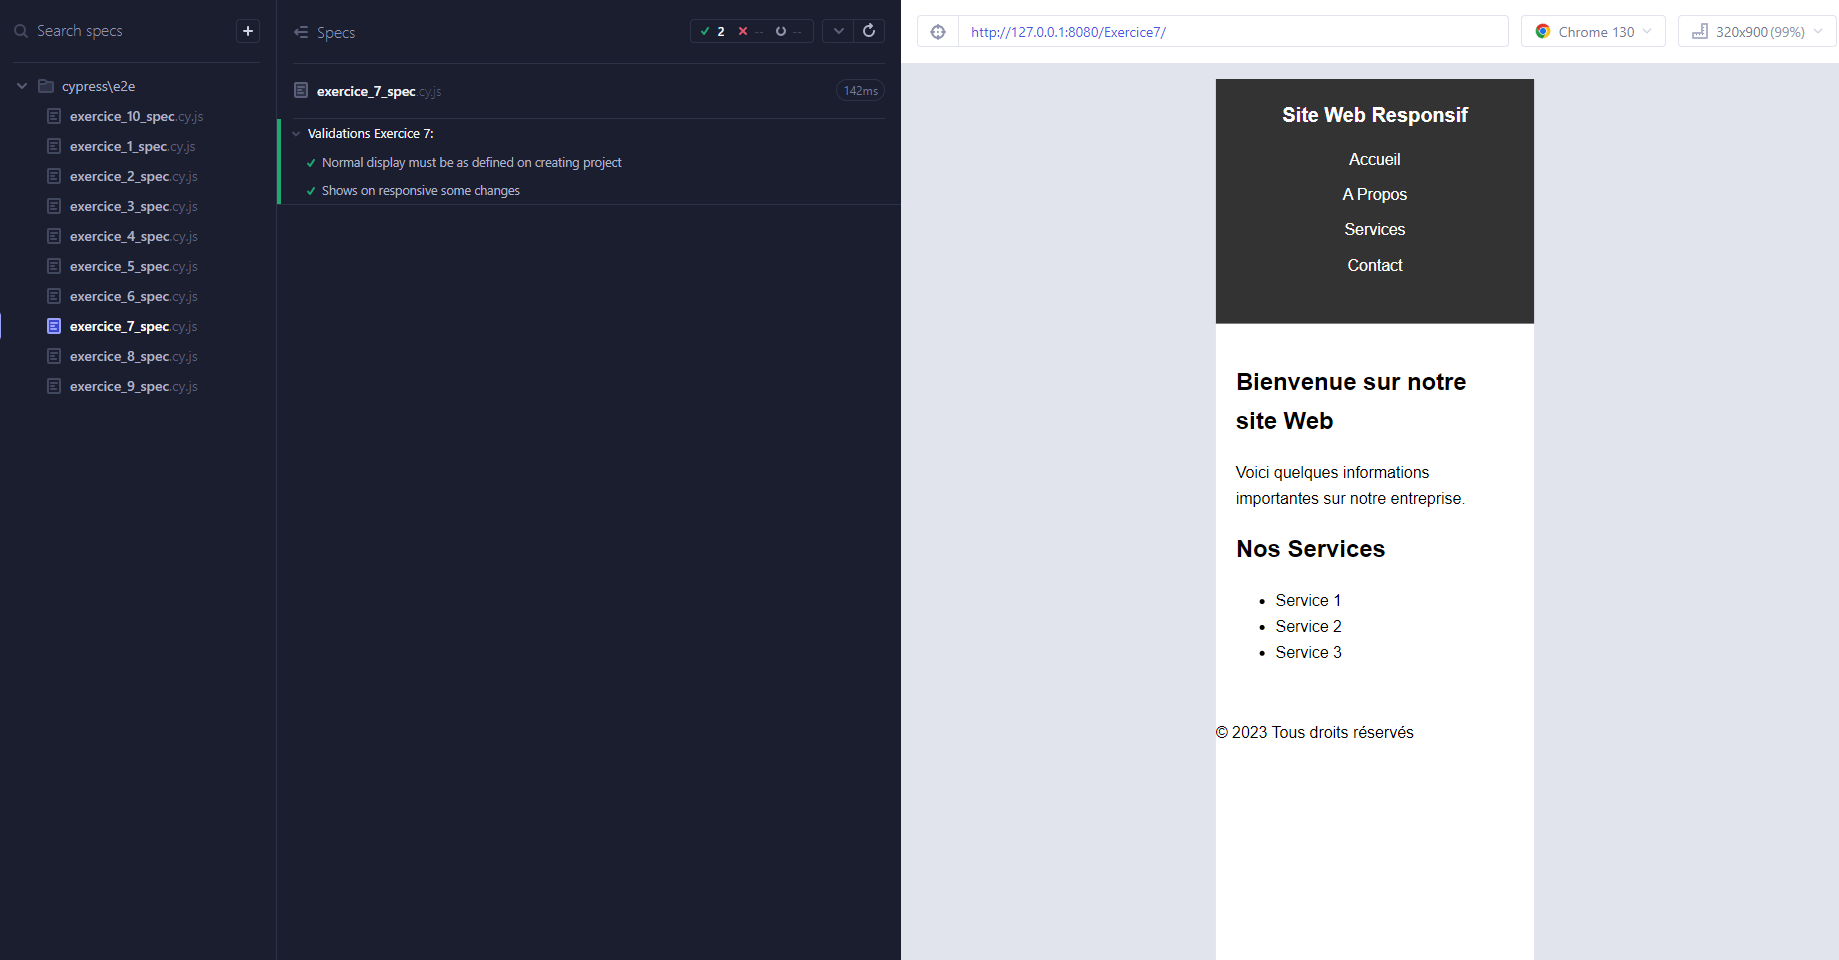 Search specs
+
cypress\e2e
exercice_10_spec.cy.js
exercice_1_spec.cy.js
exercice_2_spec.cy.js
exercice_3_spec.cy.js
exercice_4_spec.cy.js
exercice_5_spec.cy.js
exercice_6_spec.cy.js
exercice_7_spec.cy.js
exercice_8_spec.cy.js
exercice_9_spec.cy.js
Specs
2 -- --
exercice_7_spec.cy.js 142ms
Validations Exercice 7:
Normal display must be as defined on creating project
Shows on responsive some changes
http://127.0.0.1:8080/Exercice7/
Chrome 130
320x900 (99%)
Site Web Responsif
Accueil
A Propos
Services
Contact
Bienvenue sur notre
site Web
Voici quelques informations
importantes sur notre entreprise.
Nos Services
• Service 1
• Service 2
• Service 3
© 2023 Tous droits réservés